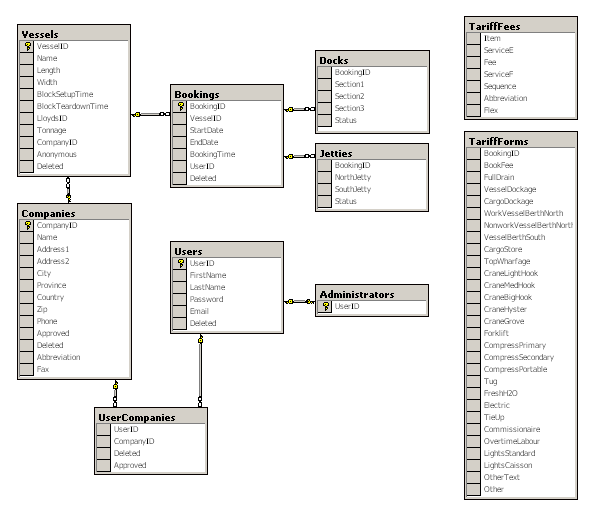 Vessels
VesselID
Name
Length
Width
BlockSetupTime
BlockTeardownTime
LloydsID
Tonnage
CompanyID
Anonymous
Deleted
Companies
CompanyID
Name
Address1
Address2
City
Province
Country
Zip
Phone
Approved
Deleted
Abbreviation
Fax
Bookings
BookingID
VesselID
StartDate
EndDate
BookingTime
UserID
Deleted
Users
UserID
FirstName
LastName
Password
Email
Deleted
UserCompanies
UserID
CompanyID
Deleted
Approved
Docks
BookingID
Section1
Section2
Section3
Status
Jetties
BookingID
NorthJetty
SouthJetty
Status
Administrators
UserID
TariffFees
Item
ServiceE
Fee
ServiceF
Sequence
Abbreviation
Flex
TariffForms
BookingID
BookFee
FullDrain
VesselDockage
CargoDockage
WorkVesselBerthNorth
NonworkVesselBerthNorth
VesselBerthSouth
CargoStore
TopWharfage
CraneLightHook
CraneMedHook
CraneBigHook
CraneHyster
CraneGrove
Forklift
CompressPrimary
CompressSecondary
CompressPortable
Tug
FreshH2O
Electric
TieUp
Commissionaire
OvertimeLabour
LightsStandard
LightsCaisson
OtherText
Other